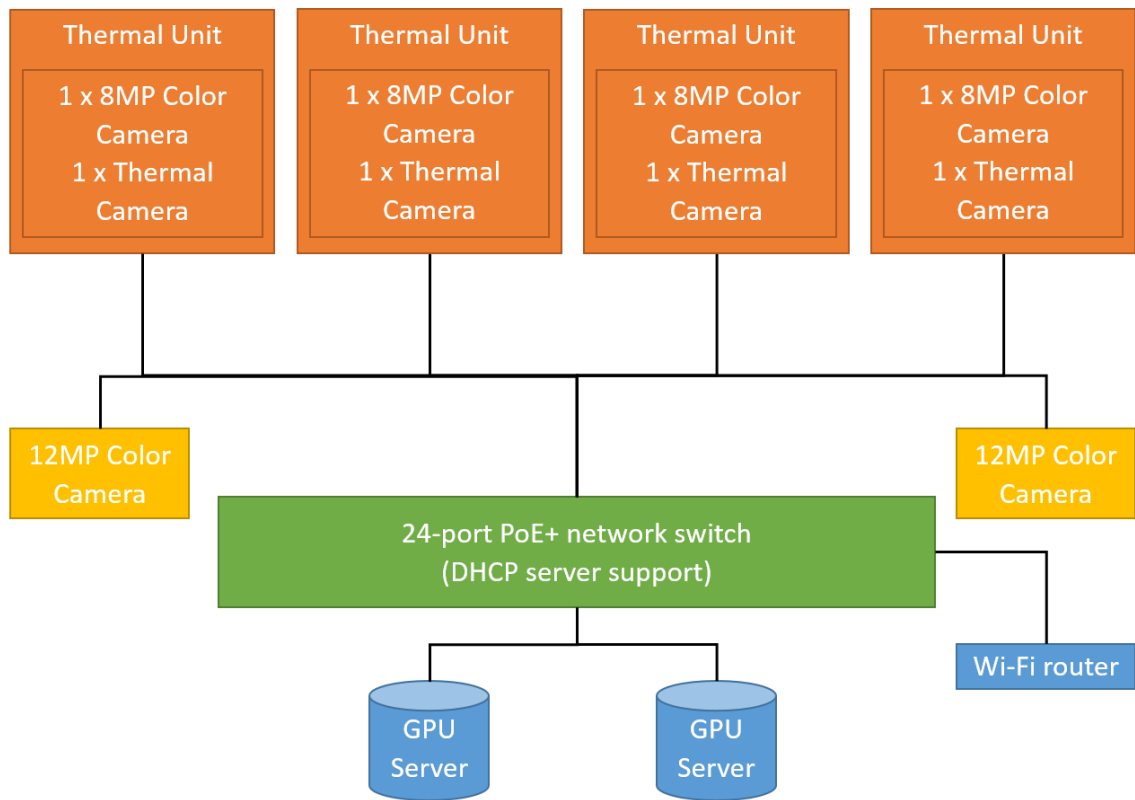 Thermal Unit
1 x 8MP Color
Camera
1 x Thermal
Camera
Thermal Unit
1 x 8MP Color
Camera
1 x Thermal
Camera
Thermal Unit
1 x 8MP Color
Camera
1 x Thermal
Camera
Thermal Unit
1 x 8MP Color
Camera
1 x Thermal
Camera
12MP Color
Camera
12MP Color
Camera
24-port PoE+ network switch
(DHCP server support)
Wi-Fi router
GPU
Server
GPU
Server